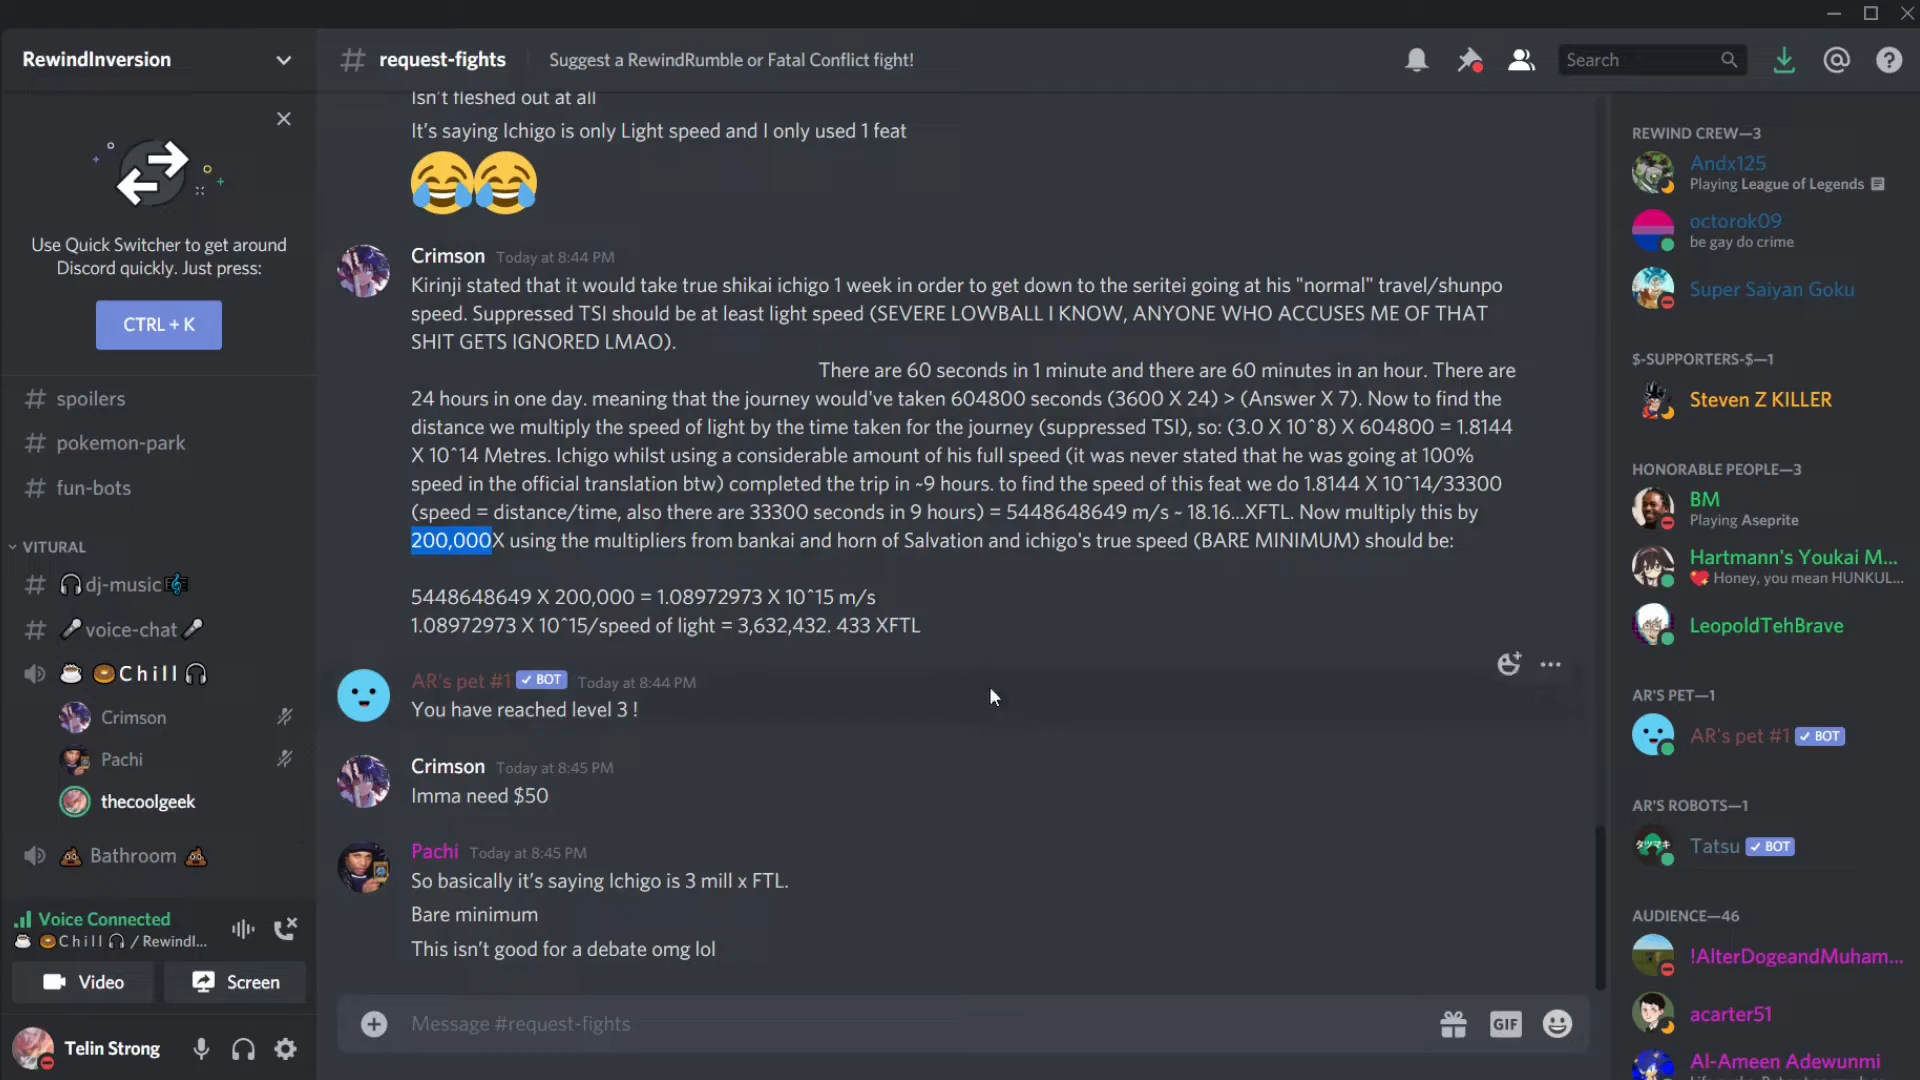 RewindInversion
request-fights
Suggest a RewindRumble or Fatal Conflict fight!
Search
Use Quick Switcher to get around
Discord quickly. Just press:
CTRL + K
spoilers
pokemon-park
fun-bots
VITURAL
dj-music
voice-chat
Chill
Crimson
Pachi
thecoolgeek
Bathroom
Voice Connected
Chill / Rewindl...
Video
Screen
Telin Strong
Isn't fleshed out at all
It's saying Ichigo is only Light speed and I only used 1 feat
Crimson Today at 8:44 PM
Kirinji stated that it would take true shikai ichigo 1 week in order to get down to the seritei going at his "normal" travel/shunpo
speed. Suppressed TSI should be at least light speed (SEVERE LOWBALL I KNOW, ANYONE WHO ACCUSES ME OF THAT
SHIT GETS IGNORED LMAO).
There are 60 seconds in 1 minute and there are 60 minutes in an hour. There are
24 hours in one day. meaning that the journey would've taken 604800 seconds (3600 X 24) > (Answer X 7). Now to find the
distance we multiply the speed of light by the time taken for the journey (suppressed TSI), so: (3.0 X 10^8) X 604800 = 1.8144
X 10^14 Metres. Ichigo whilst using a considerable amount of his full speed (it was never stated that he was going at 100%
speed in the official translation btw) completed the trip in ~9 hours. to find the speed of this feat we do 1.8144 X 10^14/33300
(speed = distance/time, also there are 33300 seconds in 9 hours) = 5448648649 m/s ~ 18.16...XFTL. Now multiply this by
200,000X using the multipliers from bankai and horn of Salvation and ichigo's true speed (BARE MINIMUM) should be:
5448648649 X 200,000 = 1.08972973 X 10^15 m/s
1.08972973 X 10^15/speed of light = 3,632,432. 433 XFTL
AR's pet #1 BOT Today at 8:44 PM
You have reached level 3 !
Crimson Today at 8:45 PM
Imma need $50
Pachi Today at 8:45 PM
So basically it's saying Ichigo is 3 mill x FTL.
Bare minimum
This isn't good for a debate omg lol
Message #request-fights
GIF
REWIND CREW—3
Andx125
Playing League of Legends
octorok09
be gay do crime
Super Saiyan Goku
$-SUPPORTERS-$—1
Steven Z KILLER
HONORABLE PEOPLE—3
BM
Playing Aseprite
Hartmann's Youkai M...
Honey, you mean HUNKUL...
LeopoldTehBrave
AR'S PET—1
AR's pet #1 BOT
AR'S ROBOTS—1
Tatsu BOT
AUDIENCE—46
!AlterDogeandMuham...
acarter51
Al-Ameen Adewunmi